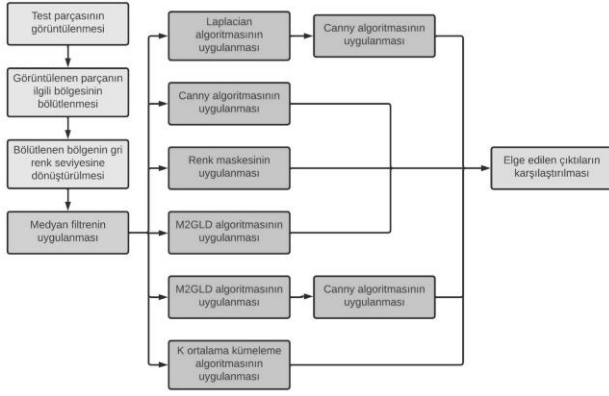 Test parçasının
görüntülenmesi
Görüntülenen parçanın
ilgili bölgesinin
bölütlenmesi
Bölütlenen bölgenin gri
renk seviyesine
dönüştürülmesi
Medyan filtrenin
uygulanması
Laplacian
algoritmasının
uygulanması
Canny algoritmasının
uygulanması
Canny algoritmasının
uygulanması
Renk maskesinin
uygulanması
M2GLD algoritmasının
uygulanması
M2GLD algoritmasının
uygulanması
Canny algoritmasının
uygulanması
K ortalama kümeleme
algoritmasının
uygulanması
Elge edilen çıktıların
karşılaştırılması